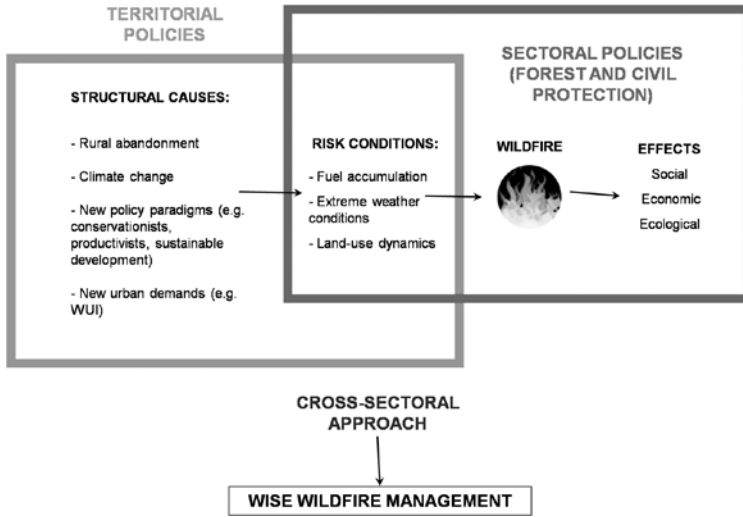 TERRITORIAL
POLICIES
SECTORAL POLICIES
(FOREST AND CIVIL
PROTECTION)
STRUCTURAL CAUSES:
- Rural abandonment
- Climate change
- New policy paradigms (e.g.
conservationists,
productivists, sustainable
development)
- New urban demands (e.g.
WUI)
RISK CONDITIONS:
- Fuel accumulation
- Extreme weather
conditions
- Land-use dynamics
WILDFIRE
EFFECTS
Social
Economic
Ecological
CROSS-SECTORAL
APPROACH
WISE WILDFIRE MANAGEMENT